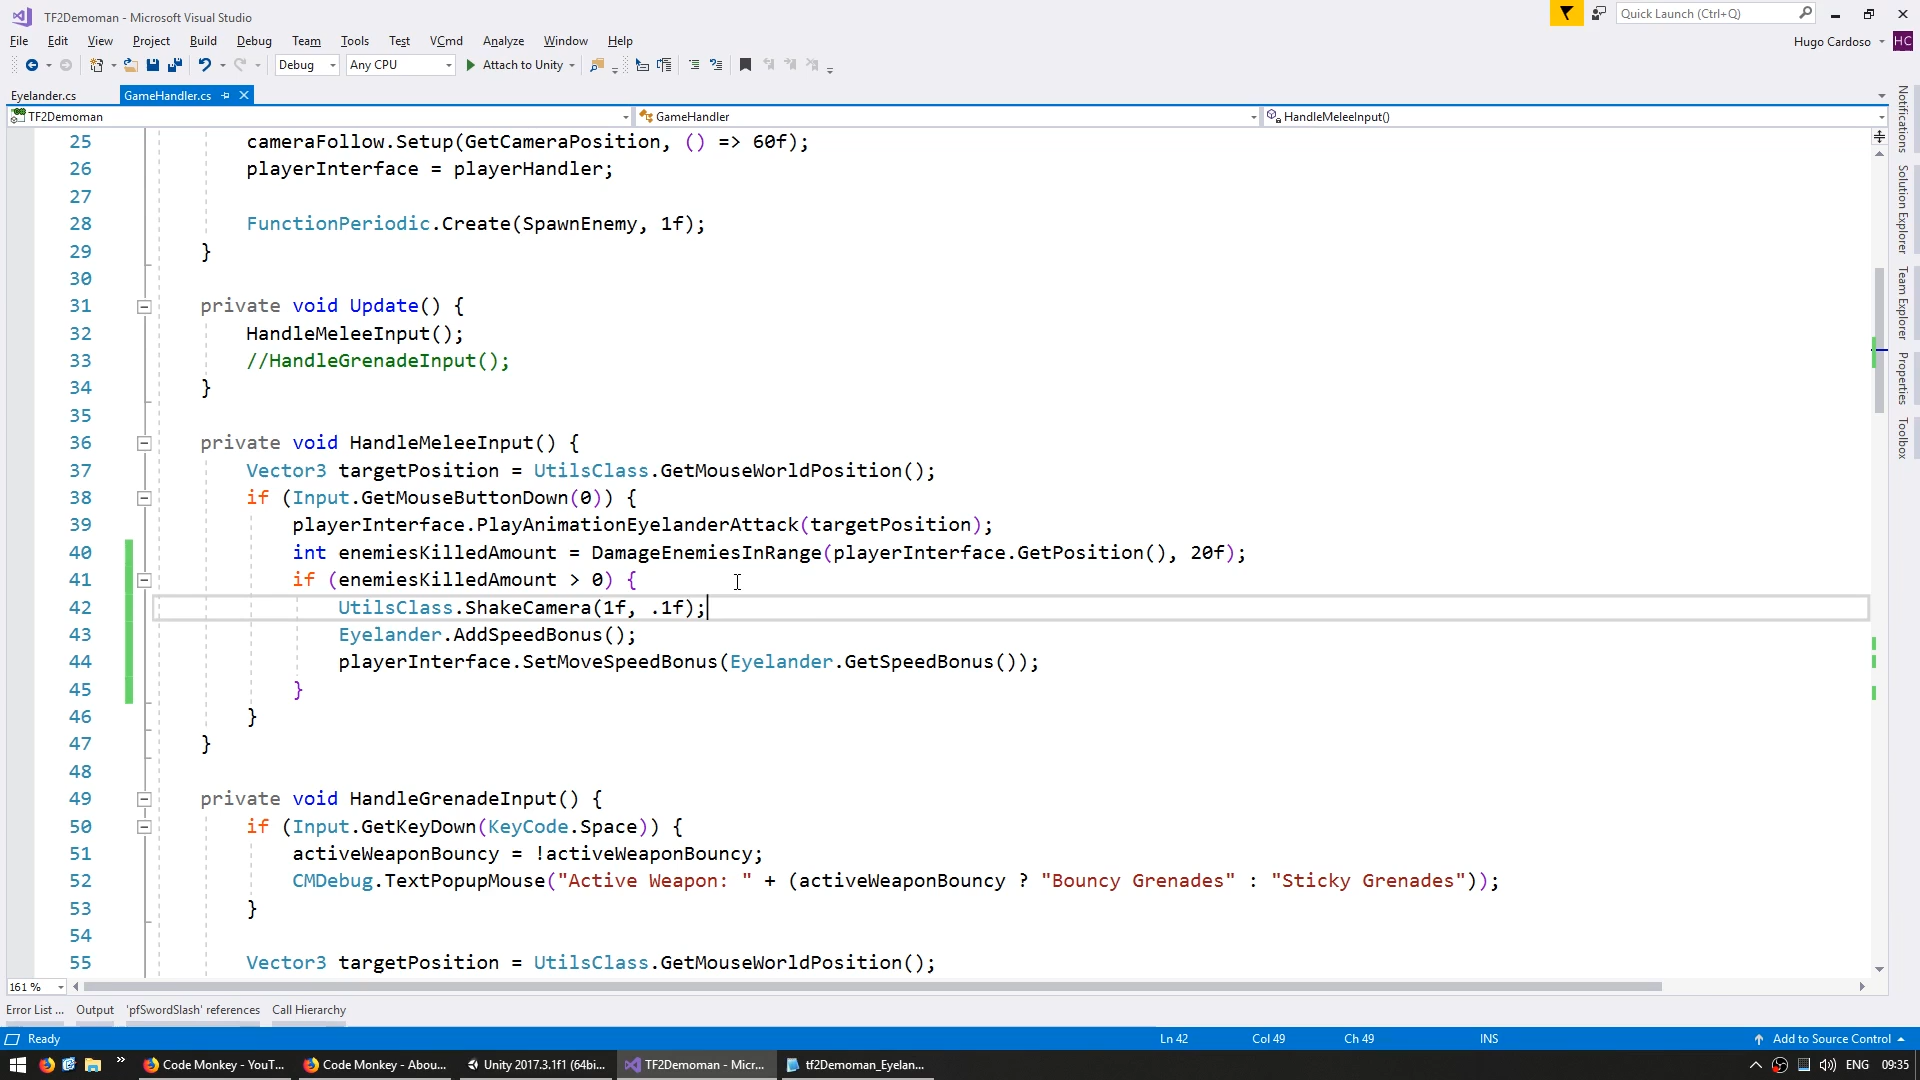 TF2Demoman - Microsoft Visual Studio
Quick Launch (Ctrl+Q)
File Edit View Project Build Debug Team Tools Test VCmd Analyze Window Help
Hugo Cardoso HC
Debug Any CPU Attach to Unity
Eyelander.cs GameHandler.cs
TF2Demoman GameHandler HandleMeleeInput()
25 cameraFollow.Setup(GetCameraPosition, () => 60f);
26 playerInterface = playerHandler;
27
28 FunctionPeriodic.Create(SpawnEnemy, 1f);
29 }
30
31 private void Update() {
32 HandleMeleeInput();
33 //HandleGrenadeInput();
34 }
35
36 private void HandleMeleeInput() {
37 Vector3 targetPosition = UtilsClass.GetMouseWorldPosition();
38 if (Input.GetMouseButtonDown(0)) {
39 playerInterface.PlayAnimationEyelanderAttack(targetPosition);
40 int enemiesKilledAmount = DamageEnemiesInRange(playerInterface.GetPosition(), 20f);
41 if (enemiesKilledAmount > 0) {
42 UtilsClass.ShakeCamera(1f, .1f);
43 Eyelander.AddSpeedBonus();
44 playerInterface.SetMoveSpeedBonus(Eyelander.GetSpeedBonus());
45 }
46 }
47 }
48
49 private void HandleGrenadeInput() {
50 if (Input.GetKeyDown(KeyCode.Space)) {
51 activeWeaponBouncy = !activeWeaponBouncy;
52 CMDebug.TextPopupMouse("Active Weapon: " + (activeWeaponBouncy ? "Bouncy Grenades" : "Sticky Grenades"));
53 }
54
55 Vector3 targetPosition = UtilsClass.GetMouseWorldPosition();
Notifications
Solution Explorer
Team Explorer
Properties
Toolbox
161 %
Error List ... Output 'pfSwordSlash' references Call Hierarchy
Ready Ln 42 Col 49 Ch 49 INS Add to Source Control
Code Monkey - YouT... Code Monkey - Abou... Unity 2017.3.1f1 (64bi... TF2Demoman - Micr... tf2Demoman_Eyelan... ENG 09:35